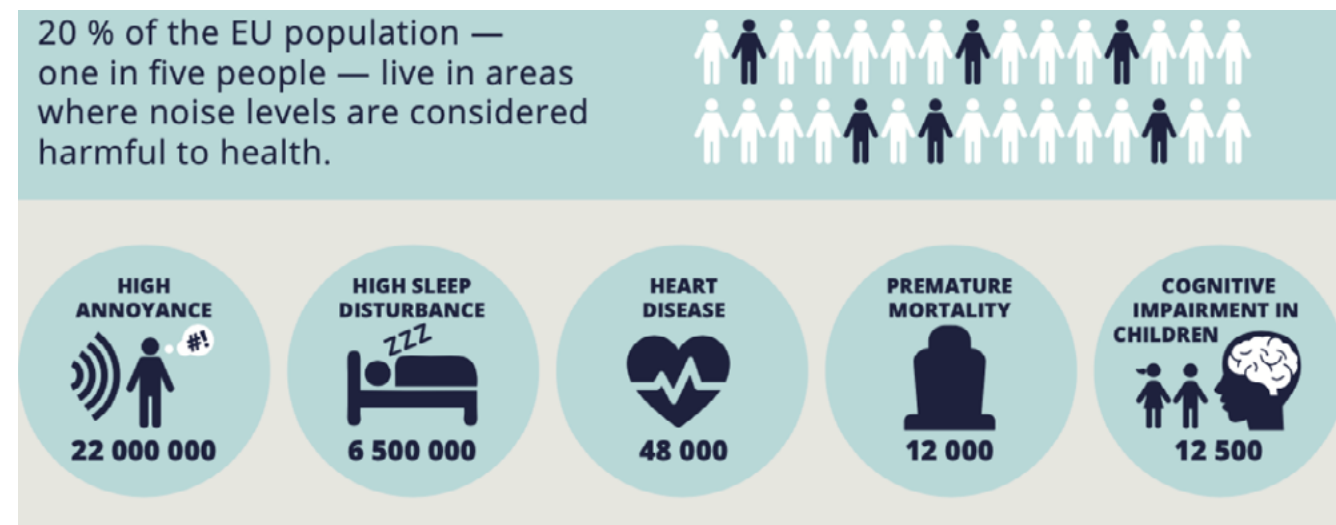 20 % of the EU population —
one in five people — live in areas
where noise levels are considered
harmful to health.
HIGH
ANNOYANCE
#!
22 000 000
HIGH SLEEP
DISTURBANCE
ZZZ
6 500 000
HEART
DISEASE
48 000
PREMATURE
MORTALITY
12 000
COGNITIVE
IMPAIRMENT IN
CHILDREN
12 500